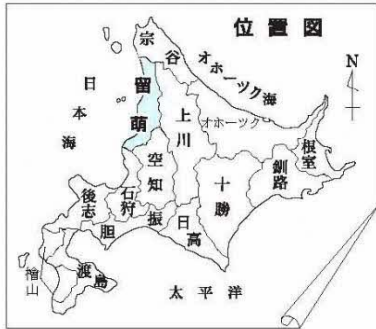 位置図
N
宗谷
オホーツク海
日本海
留萌
上川
オホーツク
空知
根室
釧路
十勝
後志
石狩
胆振
日高
檜山
渡島
太平洋